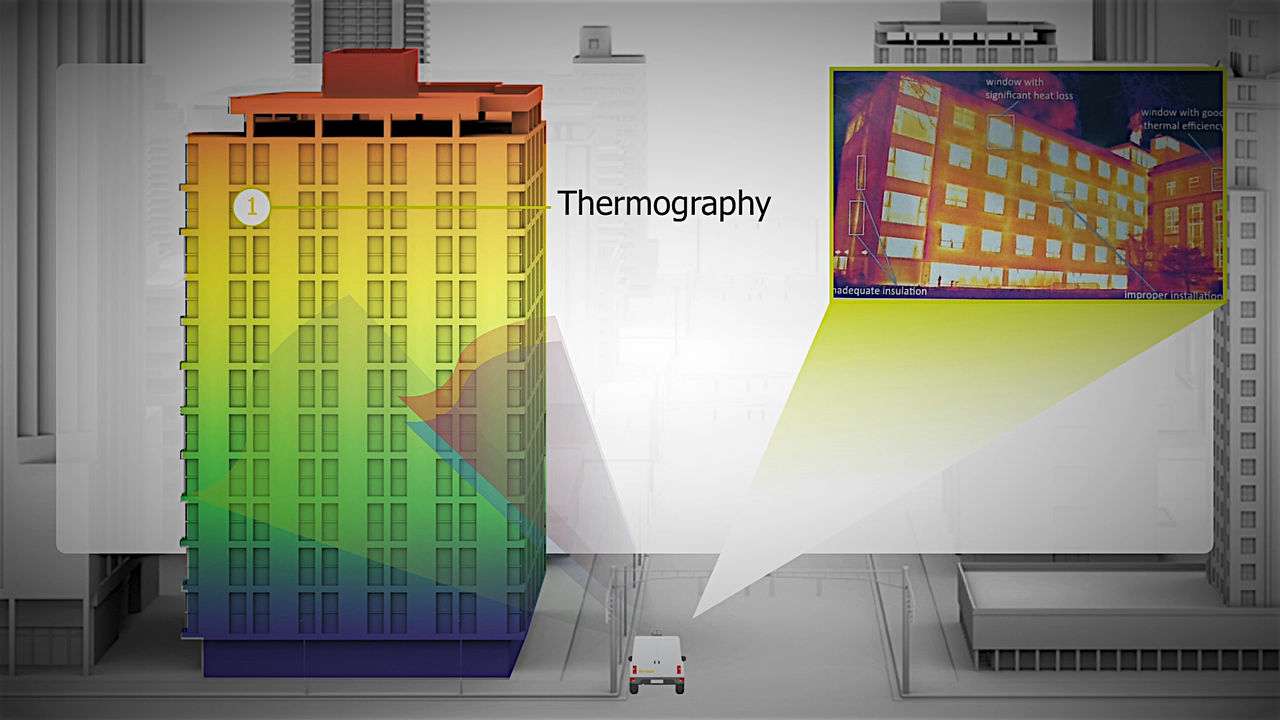 1
Thermography
window with
significant heat loss
window with good
thermal efficiency
nadequate insulation
improper installation